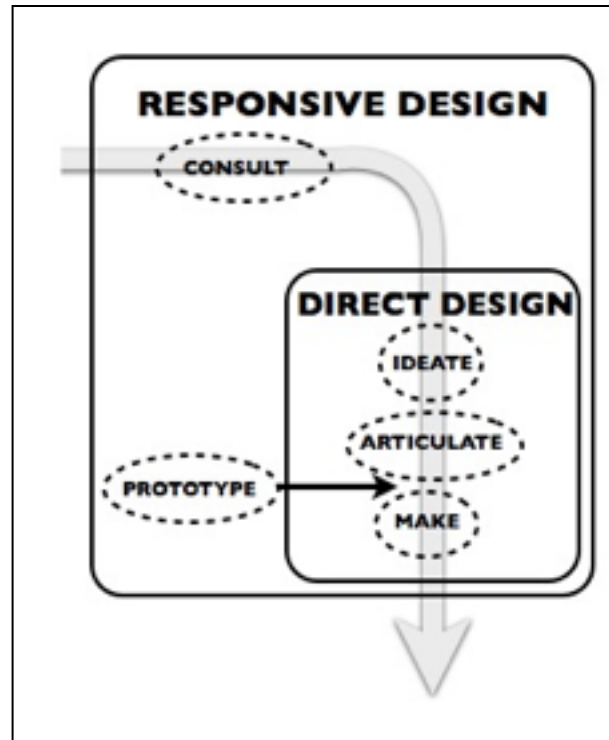 RESPONSIVE DESIGN
CONSULT
DIRECT DESIGN
IDEATE
ARTICULATE
PROTOTYPE
MAKE